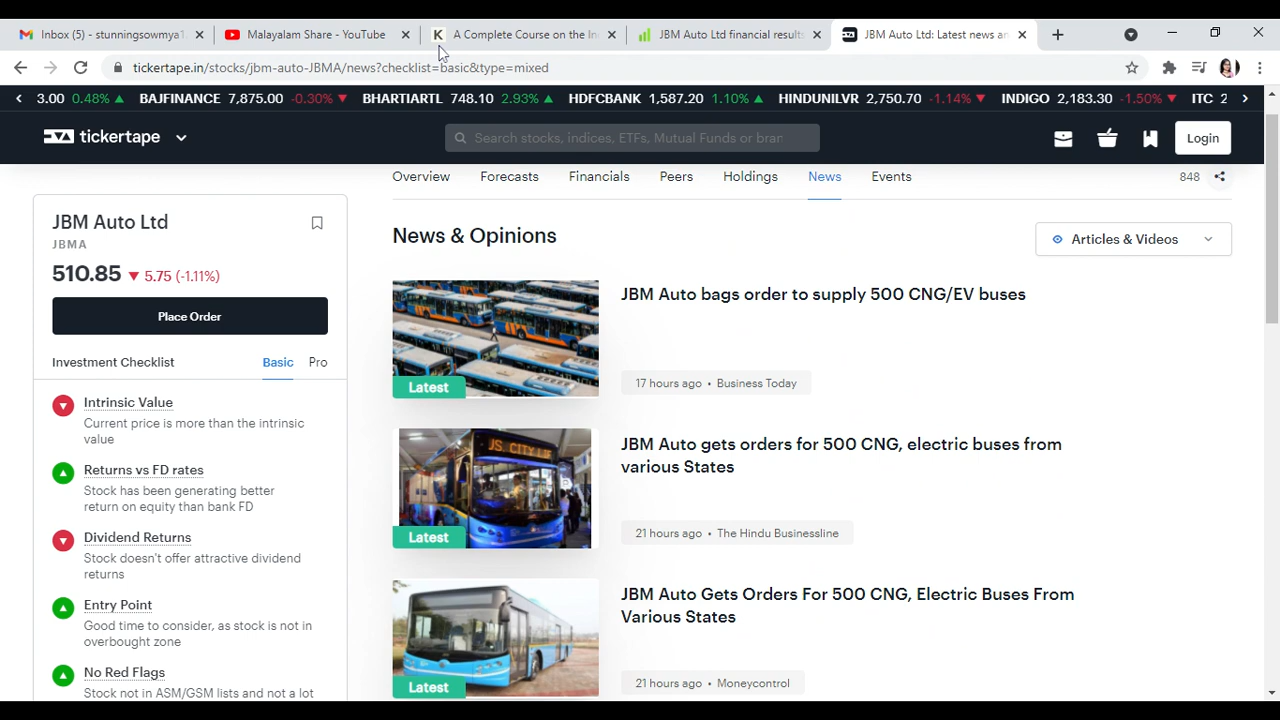 Inbox (5) - stunningsowmya1
Malayalam Share - YouTube
K A Complete Course on the In
JBM Auto Ltd financial results
JBM Auto Ltd: Latest news an
tickertape.in/stocks/jbm-auto-JBMA/news?checklist=basic&type=mixed
3.00 0.48% BAJFINANCE 7,875.00 -0.30% BHARTIARTL 748.10 2.93% HDFCBANK 1,587.20 1.10% HINDUNILVR 2,750.70 -1.14% INDIGO 2,183.30 -1.50% ITC 2
tickertape
Search stocks, indices, ETFs, Mutual Funds or bran
Login
Overview Forecasts Financials Peers Holdings News Events
848
JBM Auto Ltd
JBMA
510.85 5.75 (-1.11%)
Place Order
Investment Checklist Basic Pro
Intrinsic Value
Current price is more than the intrinsic
value
Returns vs FD rates
Stock has been generating better
return on equity than bank FD
Dividend Returns
Stock doesn't offer attractive dividend
returns
Entry Point
Good time to consider, as stock is not in
overbought zone
No Red Flags
Stock not in ASM/GSM lists and not a lot
News & Opinions
Articles & Videos
Latest
JBM Auto bags order to supply 500 CNG/EV buses
17 hours ago • Business Today
JS. CITY LF
Latest
JBM Auto gets orders for 500 CNG, electric buses from
various States
21 hours ago • The Hindu Businessline
Latest
JBM Auto Gets Orders For 500 CNG, Electric Buses From
Various States
21 hours ago • Moneycontrol